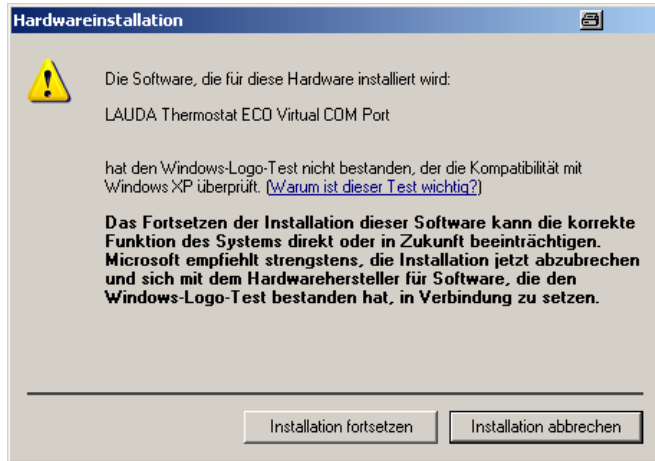 Hardwareinstallation
Die Software, die für diese Hardware installiert wird:
LAUDA Thermostat ECO Virtual COM Port
hat den Windows-Logo-Test nicht bestanden, der die Kompatibilität mit
Windows XP überprüft. (Warum ist dieser Test wichtig?)
Das Fortsetzen der Installation dieser Software kann die korrekte
Funktion des Systems direkt oder in Zukunft beeinträchtigen.
Microsoft empfiehlt strengstens, die Installation jetzt abzubrechen
und sich mit dem Hardwarehersteller für Software, die den
Windows-Logo-Test bestanden hat, in Verbindung zu setzen.
Installation fortsetzen
Installation abbrechen